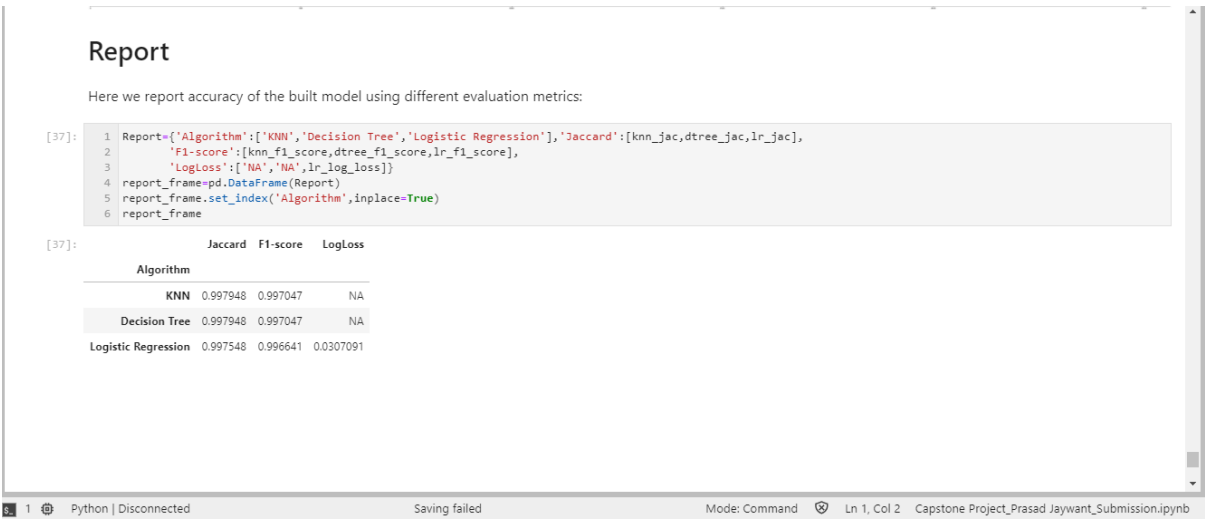 Report
Here we report accuracy of the built model using different evaluation metrics:
[37]:
1 Report={'Algorithm':['KNN','Decision Tree','Logistic Regression'],'Jaccard':[knn_jac,dtree_jac,lr_jac],
2 'F1-score':[knn_f1_score,dtree_f1_score,lr_f1_score],
3 'LogLoss':['NA','NA',lr_log_loss]}
4 report_frame=pd.DataFrame(Report)
5 report_frame.set_index('Algorithm',inplace=True)
6 report_frame
[37]:
Jaccard F1-score LogLoss
Algorithm
KNN 0.997948 0.997047 NA
Decision Tree 0.997948 0.997047 NA
Logistic Regression 0.997548 0.996641 0.0307091
1 Python | Disconnected Saving failed Mode: Command Ln 1, Col 2 Capstone Project_Prasad Jaywant_Submission.ipynb